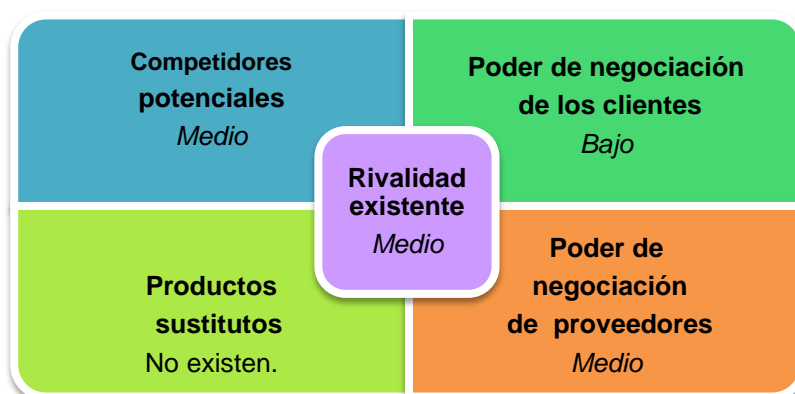 Competidores
potenciales
Medio
Poder de negociación
de los clientes
Bajo
Rivalidad
existente
Medio
Productos
sustitutos
No existen.
Poder de
negociación
de proveedores
Medio